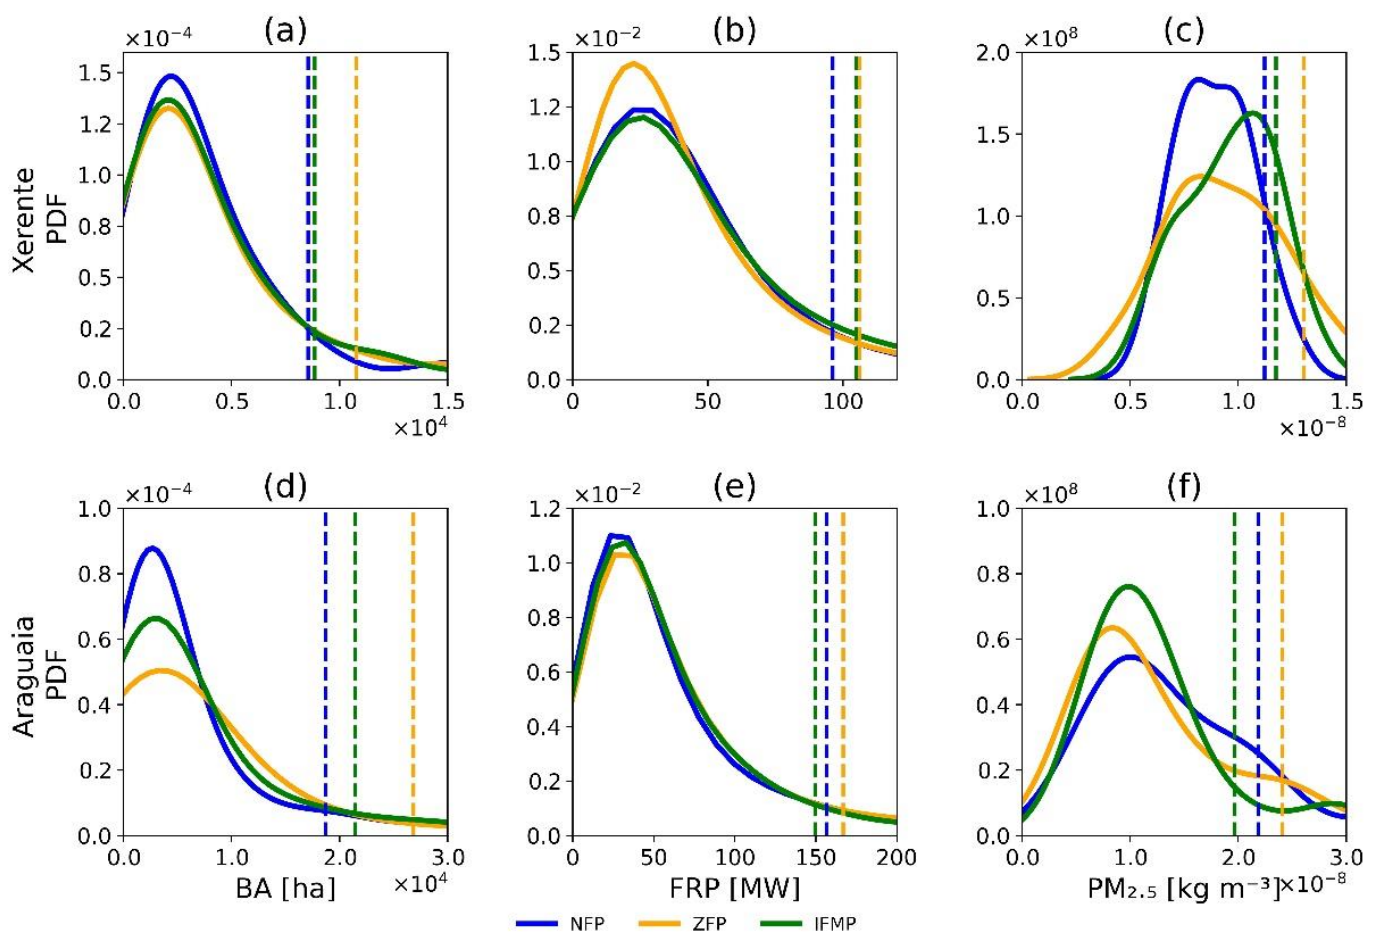 (a) (b) (c)
×10⁻⁴ ×10⁻² ×10⁸
Xerente
PDF
1.5
1.2
1.0
0.8
0.5
0.2
0.0
0.0 0.5 1.0 1.5
×10⁴
1.5
1.2
1.0
0.8
0.5
0.2
0.0
0 50 100
2.0
1.5
1.0
0.5
0.0
0.0 0.5 1.0 1.5
×10⁻⁸
(d) (e) (f)
×10⁻⁴ ×10⁻² ×10⁸
Araguaia
PDF
1.0
0.8
0.6
0.4
0.2
0.0
0.0 1.0 2.0 3.0
BA [ha] ×10⁴
1.2
1.0
0.8
0.6
0.4
0.2
0.0
0 50 100 150 200
FRP [MW]
1.0
0.8
0.6
0.4
0.2
0.0
0.0 1.0 2.0 3.0
PM₂.₅ [kg m⁻³] ×10⁻⁸
NFP ZFP IFMP